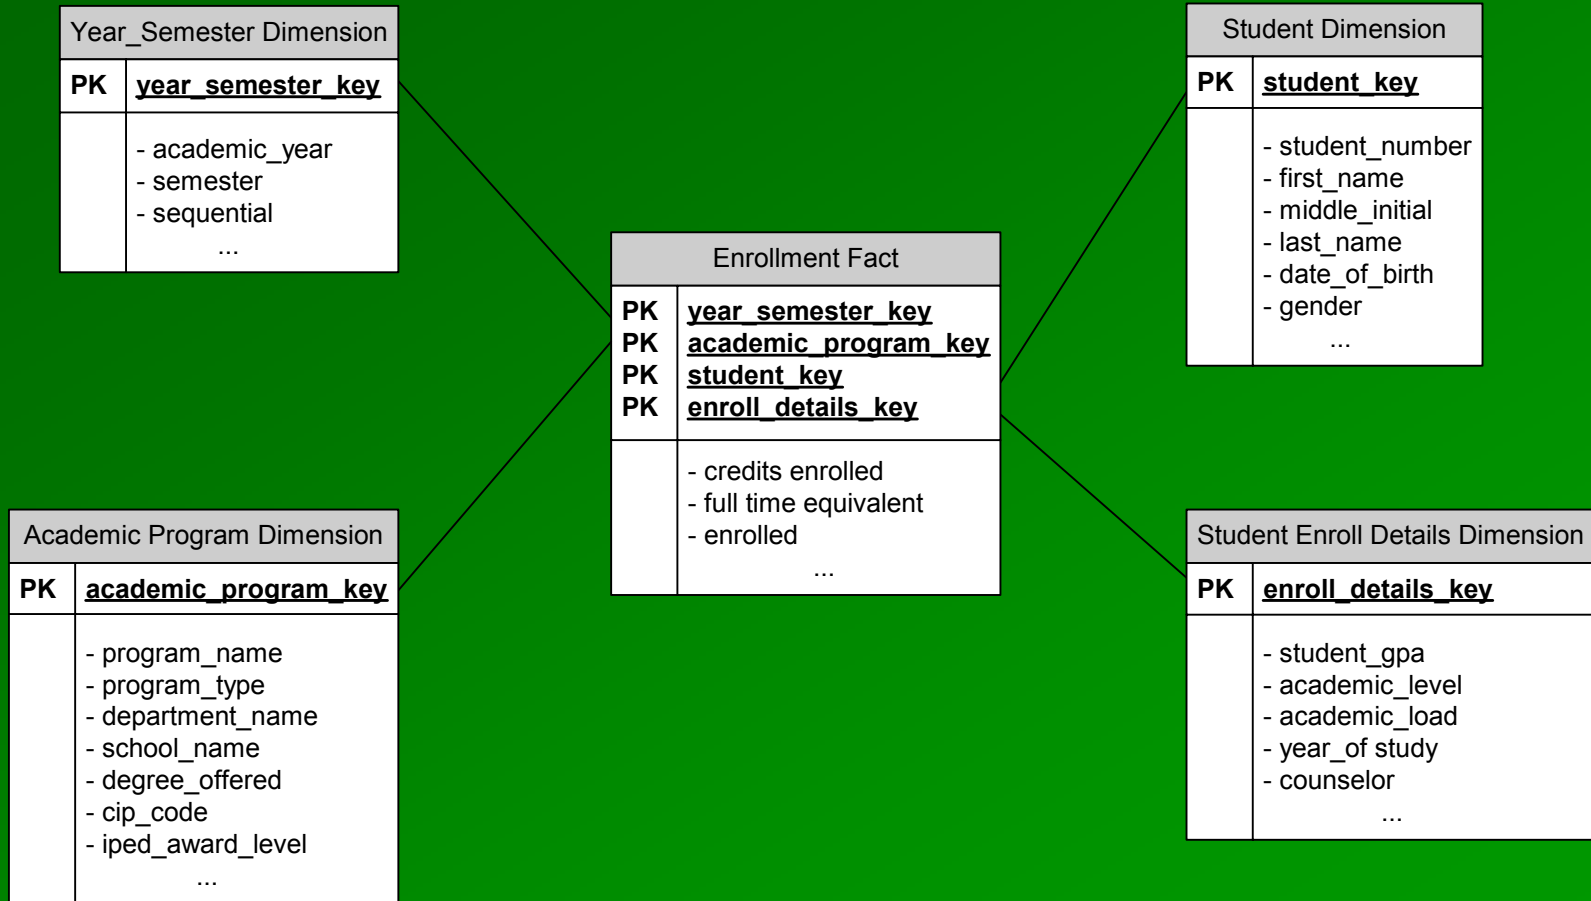 Year_Semester Dimension
PK year_semester_key
- academic_year
- semester
- sequential
...
Student Dimension
PK student_key
- student_number
- first_name
- middle_initial
- last_name
- date_of_birth
- gender
...
Enrollment Fact
PK year_semester_key
PK academic_program_key
PK student_key
PK enroll_details_key
- credits enrolled
- full time equivalent
- enrolled
...
Academic Program Dimension
PK academic_program_key
- program_name
- program_type
- department_name
- school_name
- degree_offered
- cip_code
- iped_award_level
...
Student Enroll Details Dimension
PK enroll_details_key
- student_gpa
- academic_level
- academic_load
- year_of study
- counselor
...